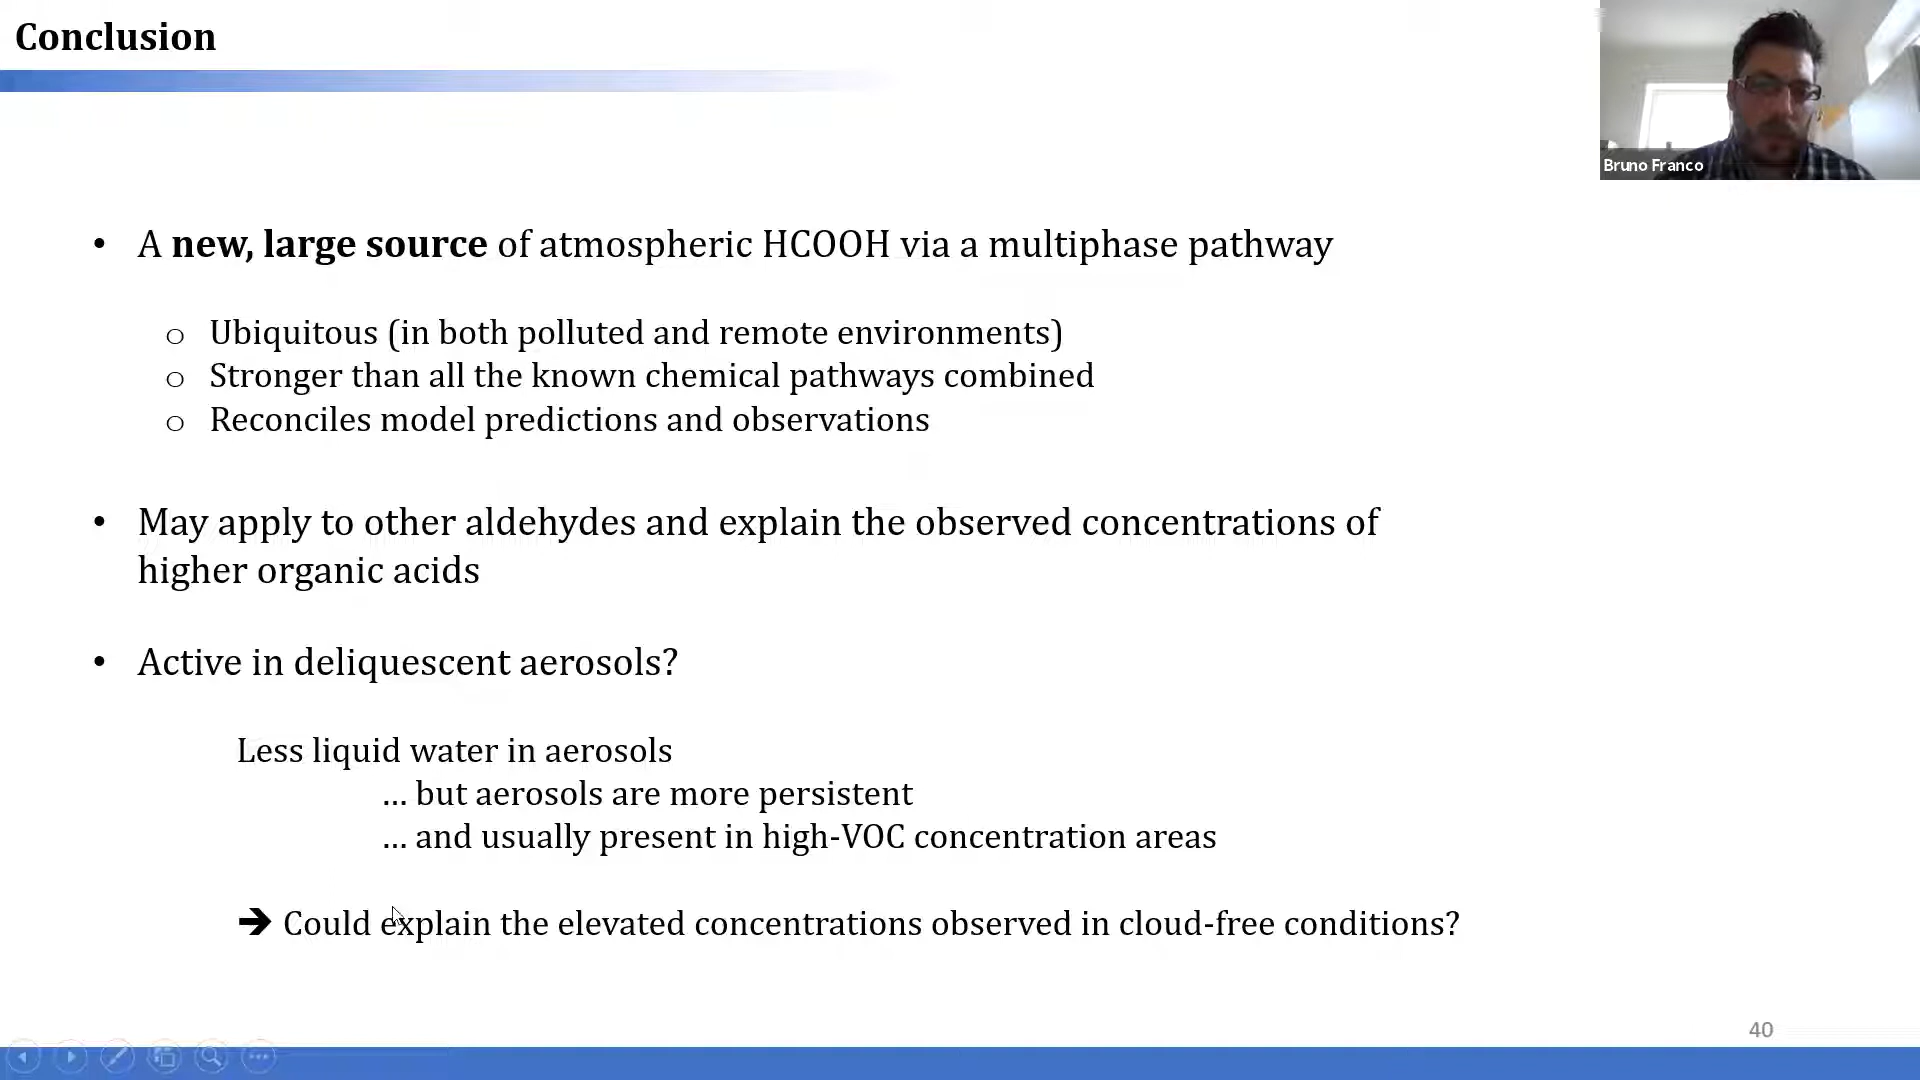 Conclusion
Bruno Franco
• A new, large source of atmospheric HCOOH via a multiphase pathway
o Ubiquitous (in both polluted and remote environments)
o Stronger than all the known chemical pathways combined
o Reconciles model predictions and observations
• May apply to other aldehydes and explain the observed concentrations of
higher organic acids
• Active in deliquescent aerosols?
Less liquid water in aerosols
... but aerosols are more persistent
... and usually present in high-VOC concentration areas
➔ Could explain the elevated concentrations observed in cloud-free conditions?
40